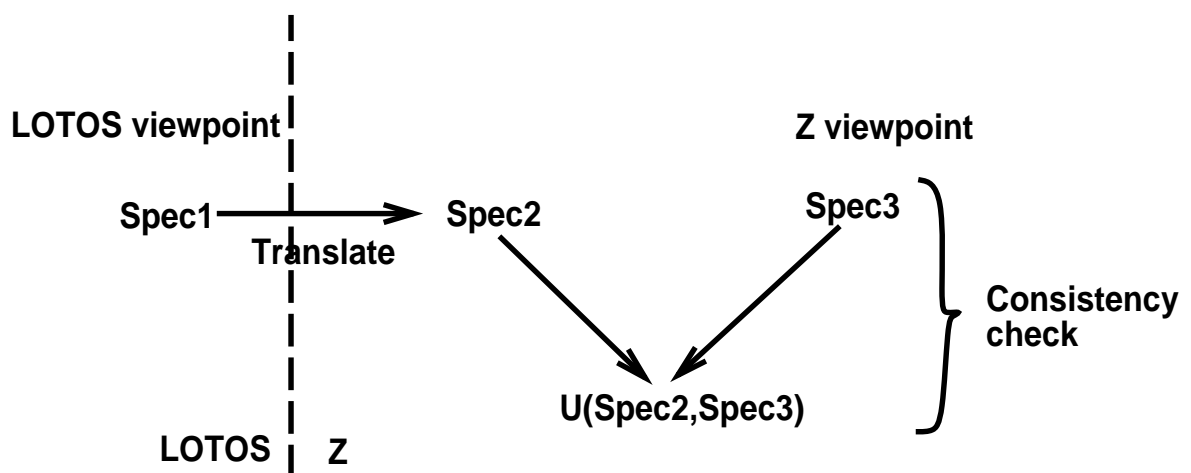 LOTOS viewpoint
Z viewpoint
Spec1
Translate
Spec2
Spec3
Consistency
check
U(Spec2,Spec3)
LOTOS
Z